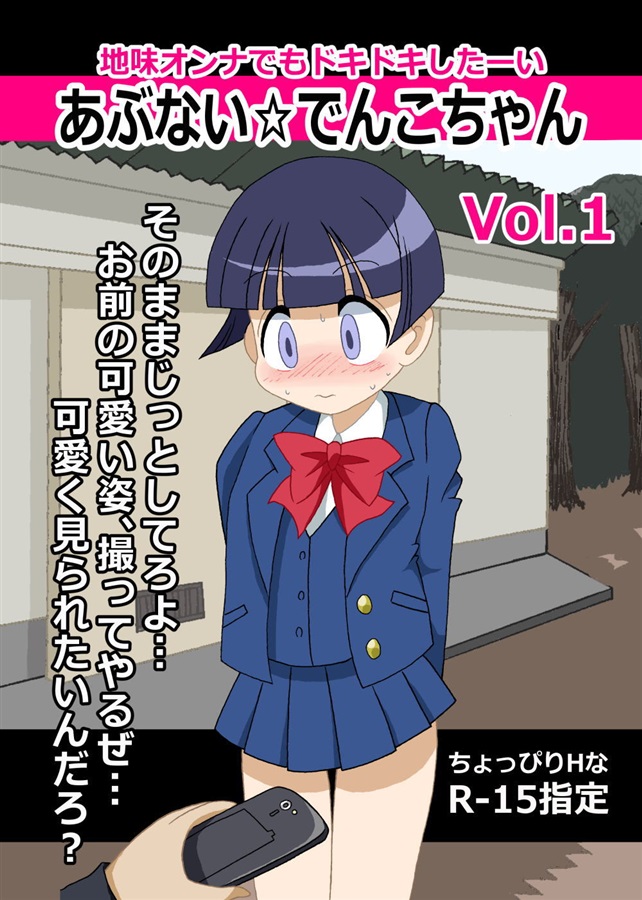 地味オンナでもドキドキしたーい
あぶない☆でんこちゃん
Vol.1
そのままじっとしてろよ…
お前の可愛い姿、撮ってやるぜ…
可愛く見られたいんだろ？
ちょっぴりHな
R-15指定